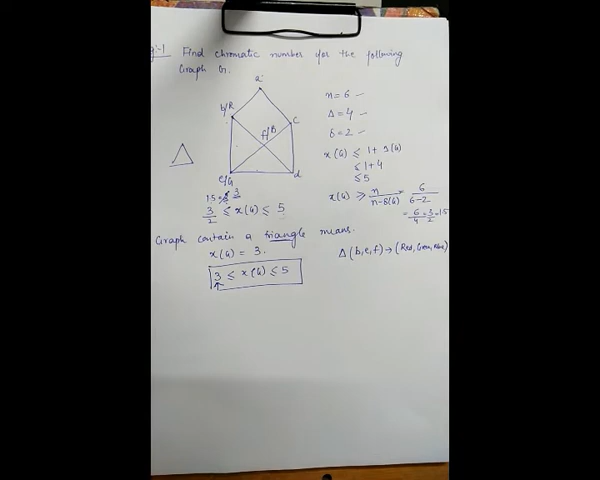 Eg:-1 Find chromatic number for the following
Graph G.
a
b/R
c
f/B
e/G
d
n = 6 –
Δ = 4 –
δ = 2 –
x(G) ≤ 1 + Δ(G)
≤ 1 + 4
≤ 5
x(G) ≥ n/(n-δ(G)) = 6/(6-2)
= 6/4 = 3/2 = 1.5
3/2 ≤ x(G) ≤ 5
Graph contain a triangle means.
x(G) = 3.
Δ(b,e,f) → (Red, Green, Blue)
3 ≤ x(G) ≤ 5